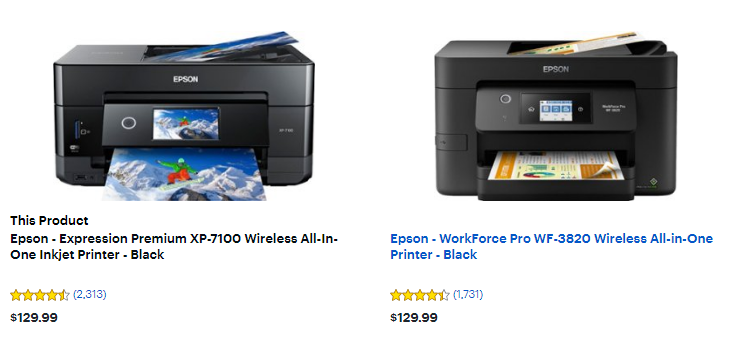 EPSON
XP-7100
This Product
Epson - Expression Premium XP-7100 Wireless All-In-
One Inkjet Printer - Black
(2,313)
$129.99
EPSON
WorkForce Pro
WF-3820
Epson - WorkForce Pro WF-3820 Wireless All-in-One
Printer - Black
(1,731)
$129.99